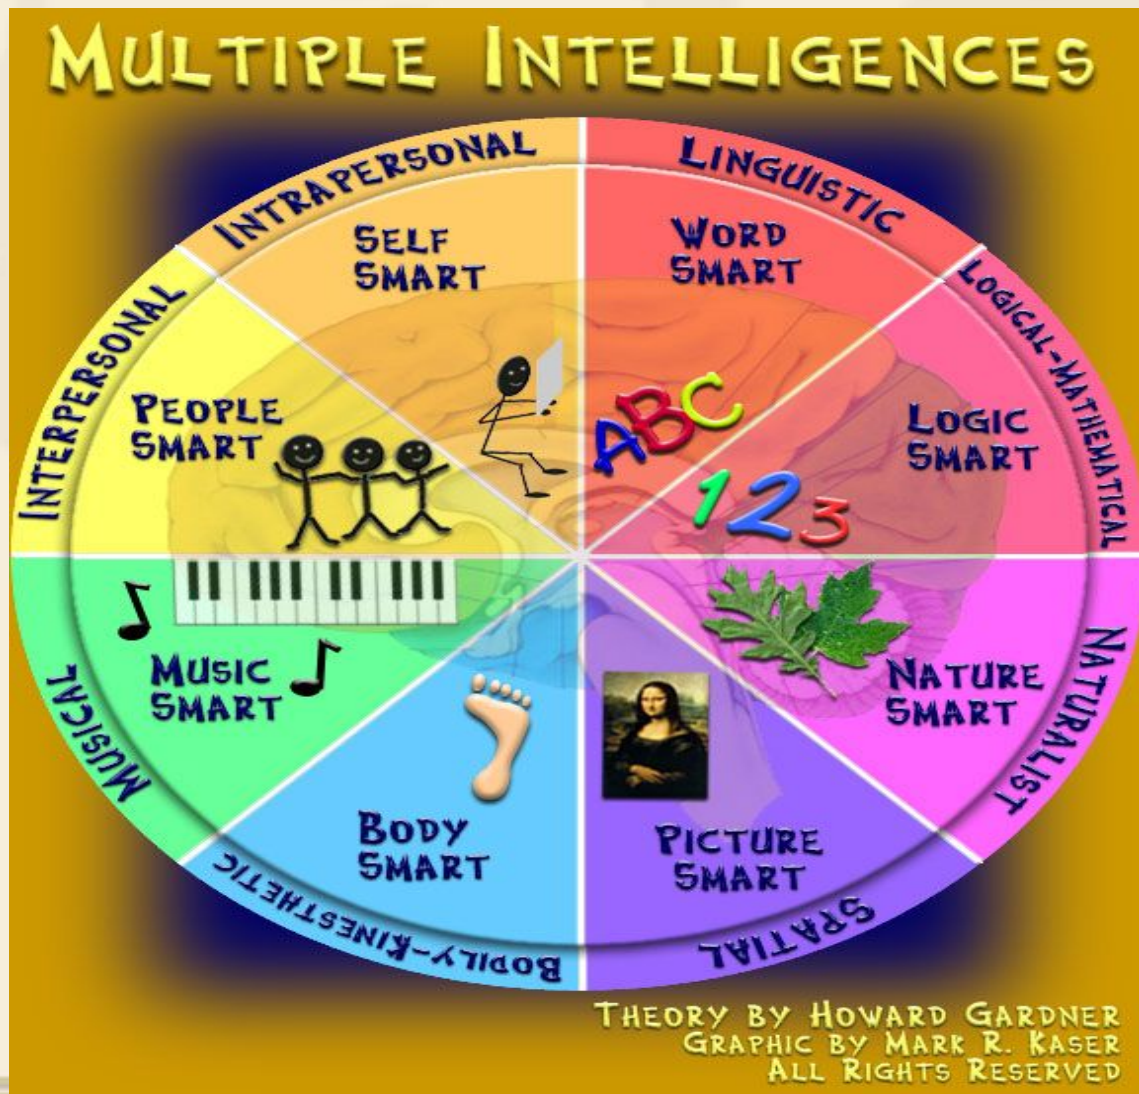 MULTIPLE INTELLIGENCES
INTRAPERSONAL
SELF
SMART
LINGUISTIC
WORD
SMART
LOGICAL-MATHEMATICAL
LOGIC
SMART
INTERPERSONAL
PEOPLE
SMART
ABC
123
MUSICAL
MUSIC
SMART
NATURALIST
NATURE
SMART
BODILY-KINESTHETIC
BODY
SMART
SPATIAL
PICTURE
SMART
THEORY BY HOWARD GARDNER
GRAPHIC BY MARK R. KASER
ALL RIGHTS RESERVED